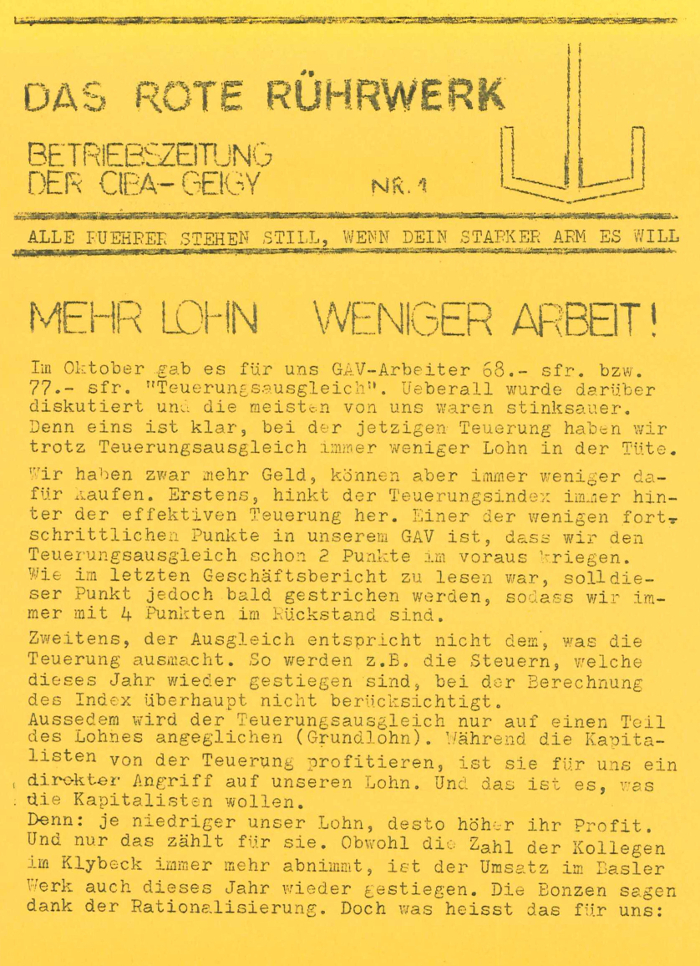 DAS ROTE RÜHRWERK
BETRIEBSZEITUNG
DER CIBA-GEIGY NR. 1
ALLE RUEHRER STEHEN STILL, WENN DEIN STARKER ARM ES WILL
MEHR LOHN WENIGER ARBEIT!
Im Oktober gab es für uns GAV-Arbeiter 68.- sfr. bzw.
77.- sfr. "Teuerungsausgleich". Ueberall wurde darüber
diskutiert und die meisten von uns waren stinksauer.
Denn eins ist klar, bei der jetzigen Teuerung haben wir
trotz Teuerungsausgleich immer weniger Lohn in der Tüte.
Wir haben zwar mehr Geld, können aber immer weniger da-
für kaufen. Erstens, hinkt der Teuerungsindex immer hin-
ter der effektiven Teuerung her. Einer der wenigen fort-
schrittlichen Punkte in unserem GAV ist, dass wir den
Teuerungsausgleich schon 2 Punkte im voraus kriegen.
Wie im letzten Geschäftsbericht zu lesen war, soll die-
ser Punkt jedoch bald gestrichen werden, sodass wir im-
mer mit 4 Punkten im Rückstand sind.
Zweitens, der Ausgleich entspricht nicht dem, was die
Teuerung ausmacht. So werden z.B. die Steuern, welche
dieses Jahr wieder gestiegen sind, bei der Berechnung
des Index überhaupt nicht berücksichtigt.
Aussedem wird der Teuerungsausgleich nur auf einen Teil
des Lohnes angeglichen (Grundlohn). Während die Kapita-
listen von der Teuerung profitieren, ist sie für uns ein
direkter Angriff auf unseren Lohn. Und das ist es, was
die Kapitalisten wollen.
Denn: je niedriger unser Lohn, desto höher ihr Profit.
Und nur das zählt für sie. Obwohl die Zahl der Kollegen
im Klybeck immer mehr abnimmt, ist der Umsatz im Basler
Werk auch dieses Jahr wieder gestiegen. Die Bonzen sagen
dank der Rationalisierung. Doch was heisst das für uns: